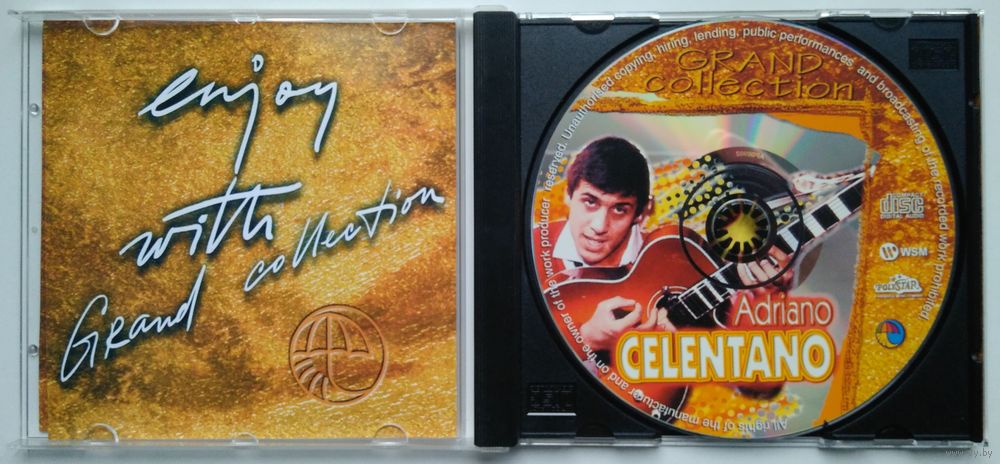 enjoy
with
Grand collection
GRAND
collection
All rights of the manufacturer and on the owner of the work producer reserved. Unauthorised copying, hiring, lending, public performances and broadcasting of the recorded work prohibited
COMPACT
disc
DIGITAL AUDIO
WSM
POLYSTAR
Adriano
CELENTANO